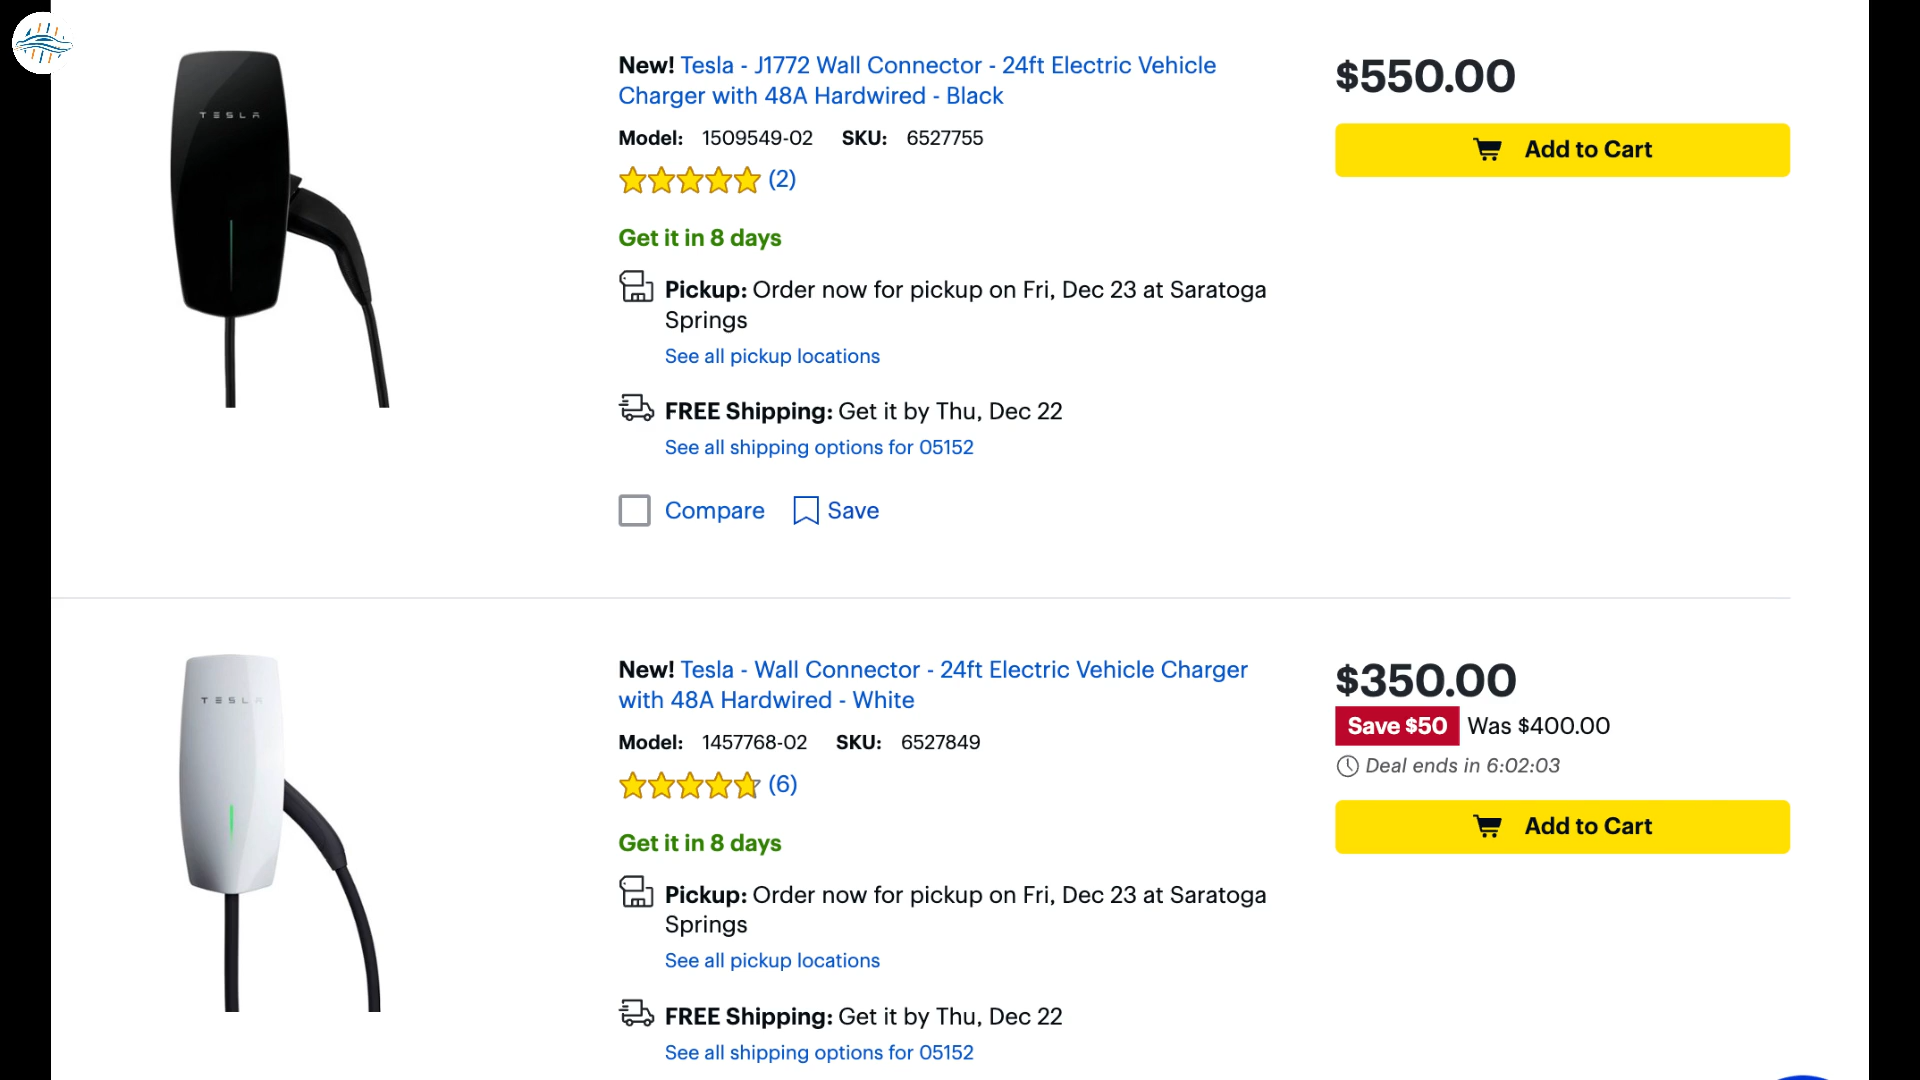 TESLA
New! Tesla - J1772 Wall Connector - 24ft Electric Vehicle
Charger with 48A Hardwired - Black
Model: 1509549-02 SKU: 6527755
(2)
Get it in 8 days
Pickup: Order now for pickup on Fri, Dec 23 at Saratoga
Springs
See all pickup locations
FREE Shipping: Get it by Thu, Dec 22
See all shipping options for 05152
Compare Save
$550.00
Add to Cart
TESLA
New! Tesla - Wall Connector - 24ft Electric Vehicle Charger
with 48A Hardwired - White
Model: 1457768-02 SKU: 6527849
(6)
Get it in 8 days
Pickup: Order now for pickup on Fri, Dec 23 at Saratoga
Springs
See all pickup locations
FREE Shipping: Get it by Thu, Dec 22
See all shipping options for 05152
$350.00
Save $50 Was $400.00
Deal ends in 6:02:03
Add to Cart